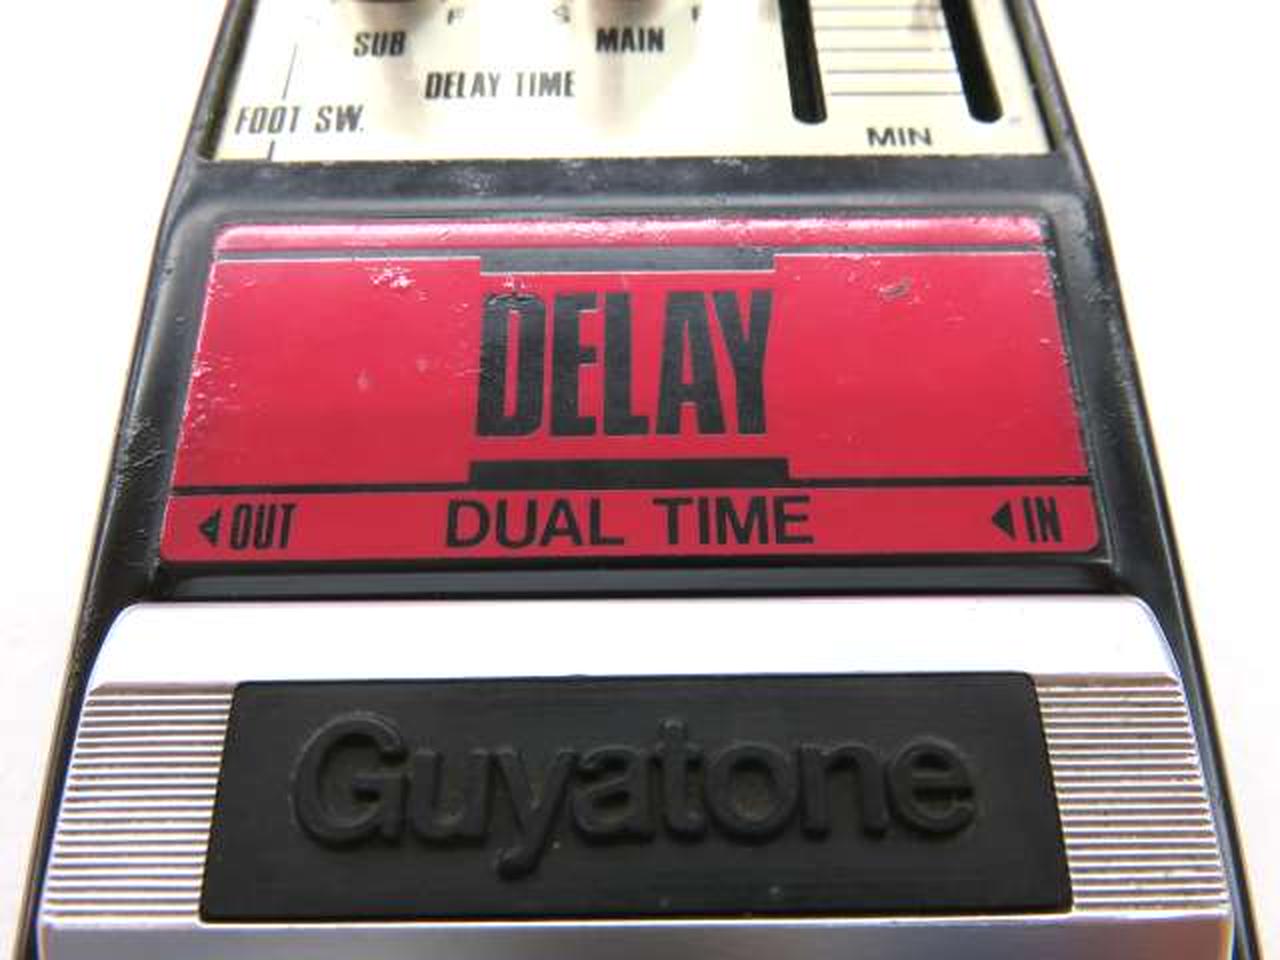 F S F
SUB MAIN
DELAY TIME
FOOT SW.
MIN
DELAY
OUT DUAL TIME IN
Guyatone